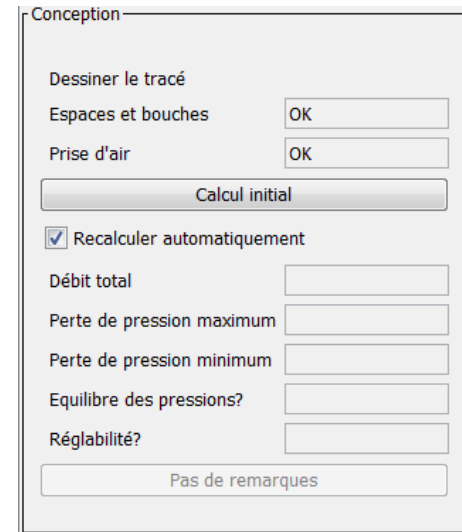 Conception
Dessiner le tracé
Espaces et bouches OK
Prise d'air OK
Calcul initial
Recalculer automatiquement
Débit total
Perte de pression maximum
Perte de pression minimum
Equilibre des pressions?
Réglabilité?
Pas de remarques